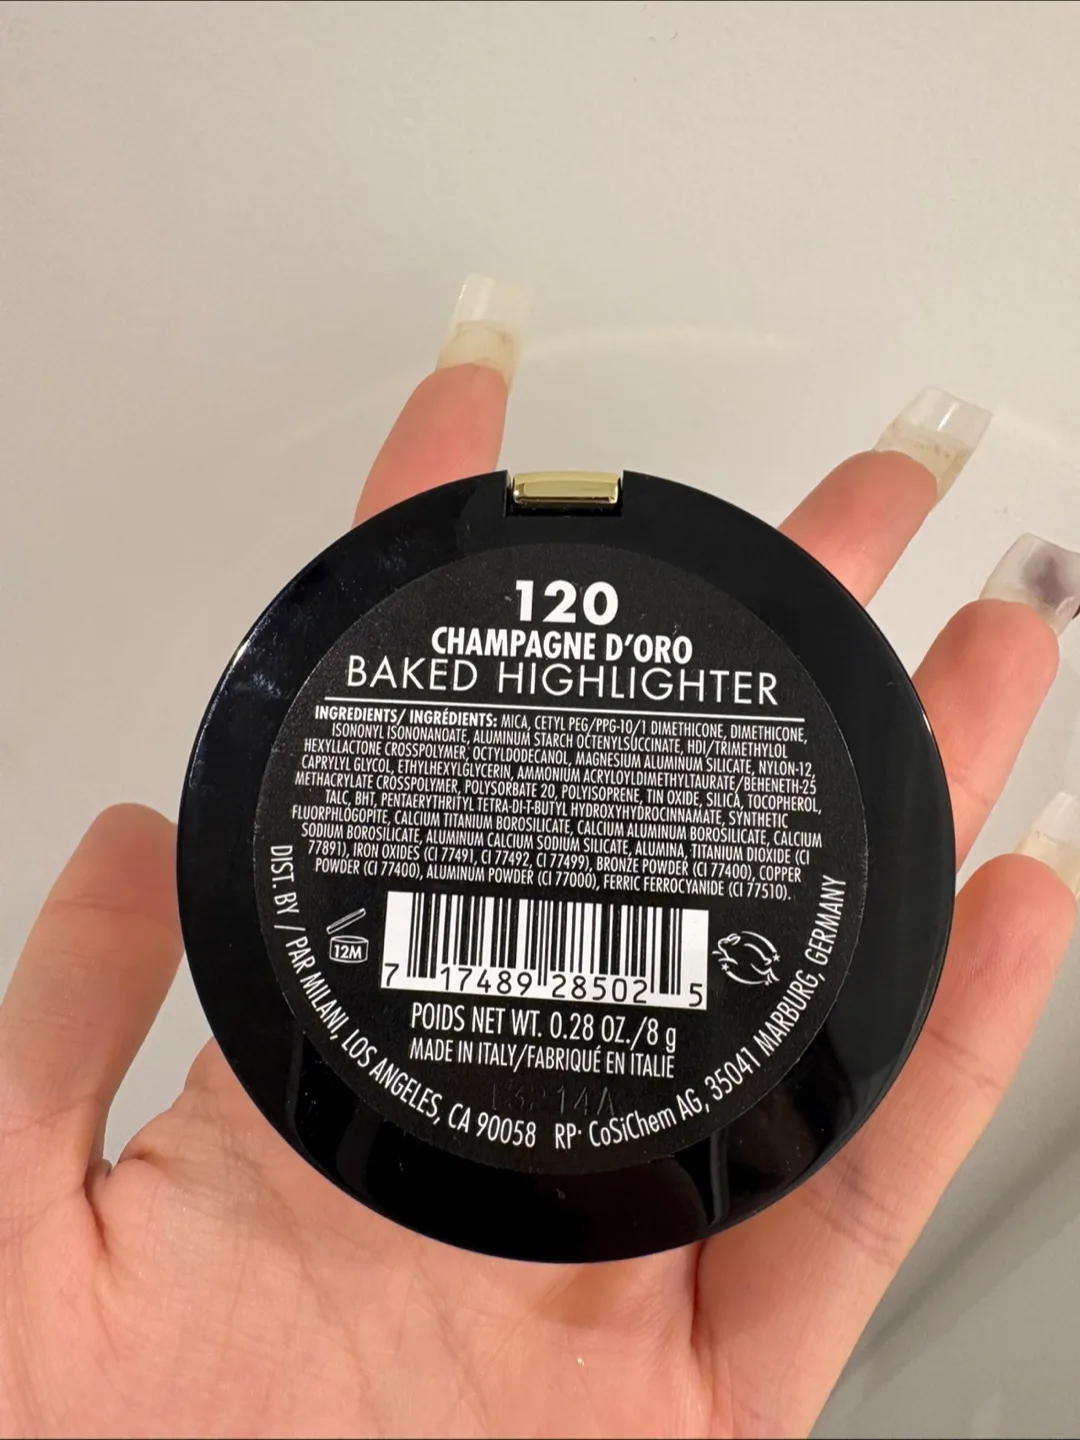 120
CHAMPAGNE D'ORO
BAKED HIGHLIGHTER
INGREDIENTS/ INGRÉDIENTS: MICA, CETYL PEG/PPG-10/1 DIMETHICONE, DIMETHICONE,
ISONONYL ISONONANOATE, ALUMINUM STARCH OCTENYLSUCCINATE, HDI/TRIMETHYLOL
HEXYLLACTONE CROSSPOLYMER, OCTYLDODECANOL, MAGNESIUM ALUMINUM SILICATE, NYLON-12,
CAPRYLYL GLYCOL, ETHYLHEXYLGLYCERIN, AMMONIUM ACRYLOYLDIMETHYLTAURATE/BEHENETH-25
METHACRYLATE CROSSPOLYMER, POLYSORBATE 20, POLYISOPRENE, TIN OXIDE, SILICA, TOCOPHEROL,
TALC, BHT, PENTAERYTHRITYL TETRA-DI-T-BUTYL HYDROXYHYDROCINNAMATE, SYNTHETIC
FLUORPHLOGOPITE, CALCIUM TITANIUM BOROSILICATE, CALCIUM ALUMINUM BOROSILICATE, CALCIUM
SODIUM BOROSILICATE, ALUMINUM CALCIUM SODIUM SILICATE, ALUMINA, TITANIUM DIOXIDE (CI
77891), IRON OXIDES (CI 77491, CI 77492, CI 77499), BRONZE POWDER (CI 77400), COPPER
POWDER (CI 77400), ALUMINUM POWDER (CI 77000), FERRIC FERROCYANIDE (CI 77510).
12M
7 17489 28502 5
POIDS NET WT. 0.28 OZ./8 g
MADE IN ITALY/FABRIQUÉ EN ITALIE
DIST. BY / PAR MILANI, LOS ANGELES, CA 90058 RP: CoSiChem AG, 35041 MARBURG, GERMANY